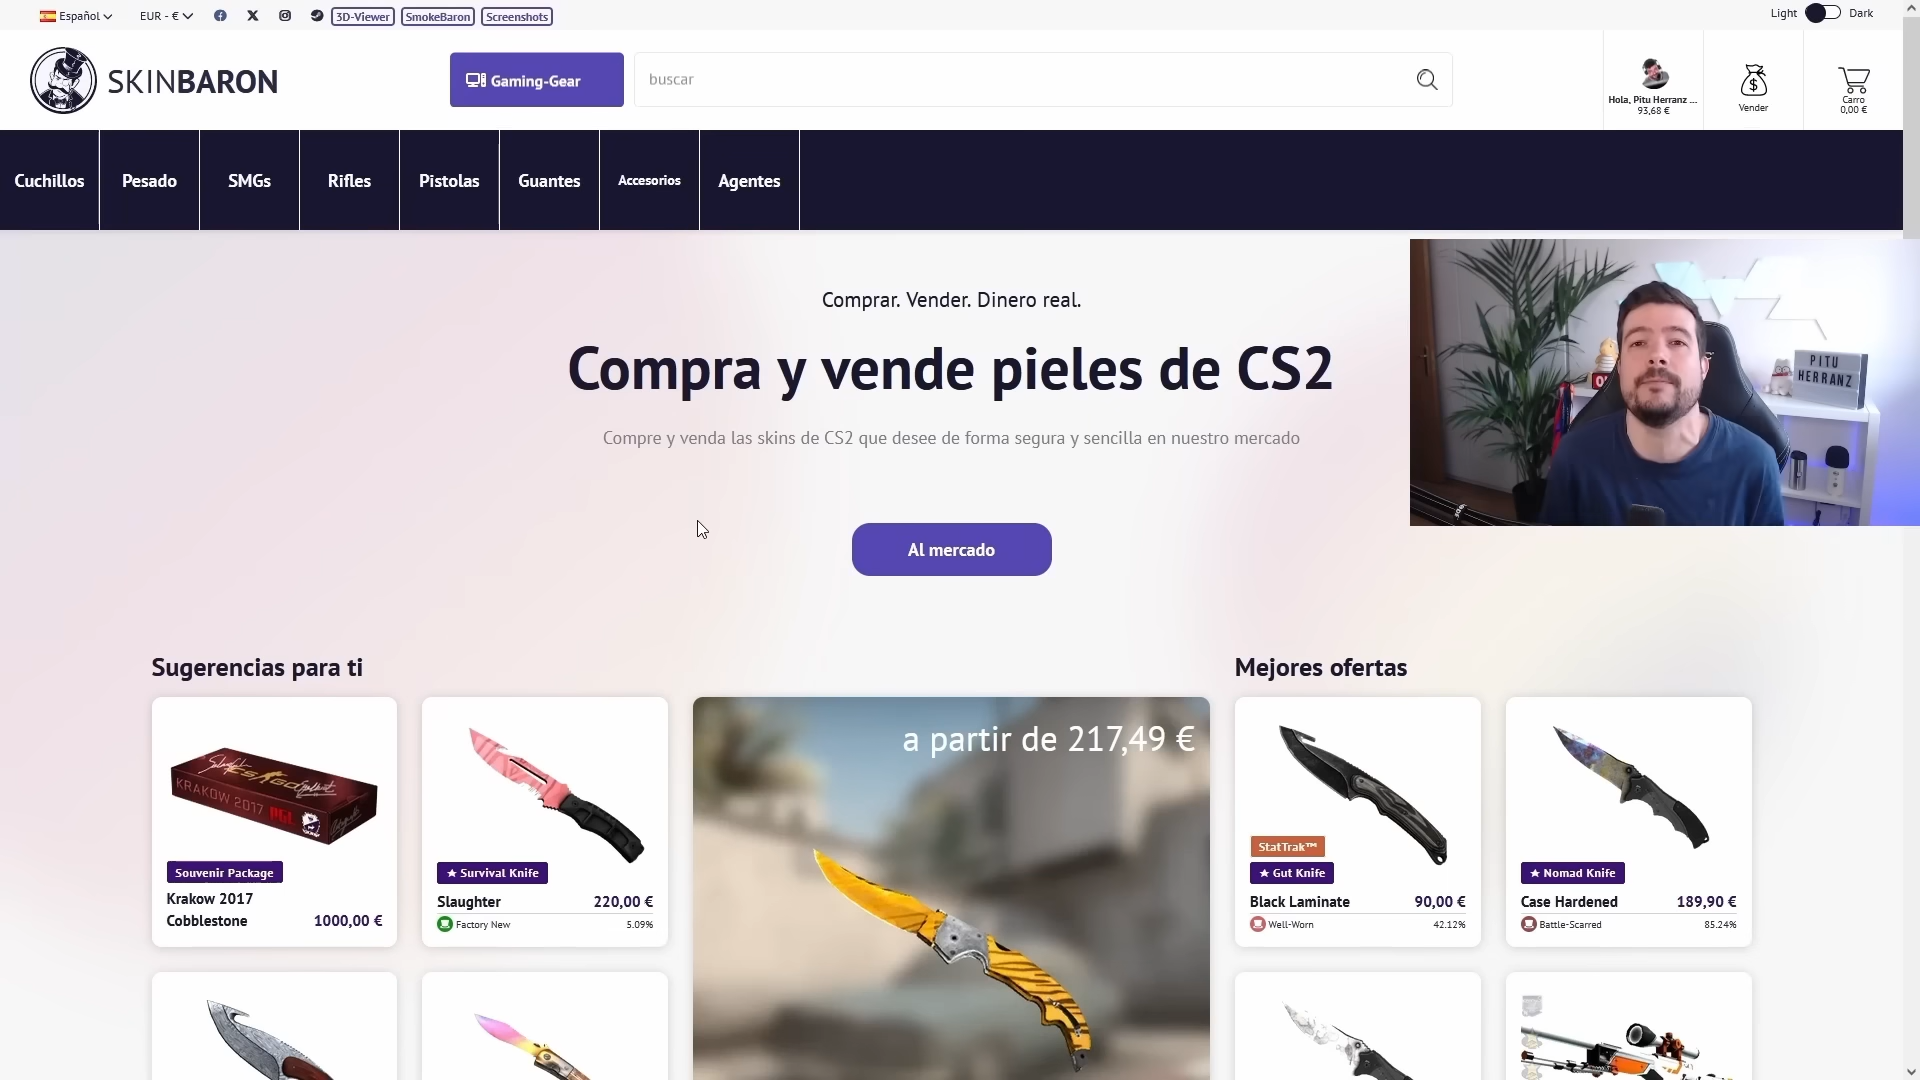 Español
EUR - €
3D-Viewer
SmokeBaron
Screenshots
Light
Dark
SKINBARON
Gaming-Gear
buscar
Hola, Pitu Herranz ...
93,68 €
Vender
Carro
0,00 €
Cuchillos
Pesado
SMGs
Rifles
Pistolas
Guantes
Accesorios
Agentes
Comprar. Vender. Dinero real.
Compra y vende pieles de CS2
Compre y venda las skins de CS2 que desee de forma segura y sencilla en nuestro mercado
PITU
HERRANZ
Al mercado
Sugerencias para ti
Mejores ofertas
CS:GO
KRAKOW 2017 PGL
Souvenir Package
Krakow 2017
Cobblestone
1000,00 €
★ Survival Knife
Slaughter
220,00 €
Factory New
5.09%
a partir de 217,49 €
StatTrak™
★ Gut Knife
Black Laminate
90,00 €
Well-Worn
42.12%
★ Nomad Knife
Case Hardened
189,90 €
Battle-Scarred
85.24%